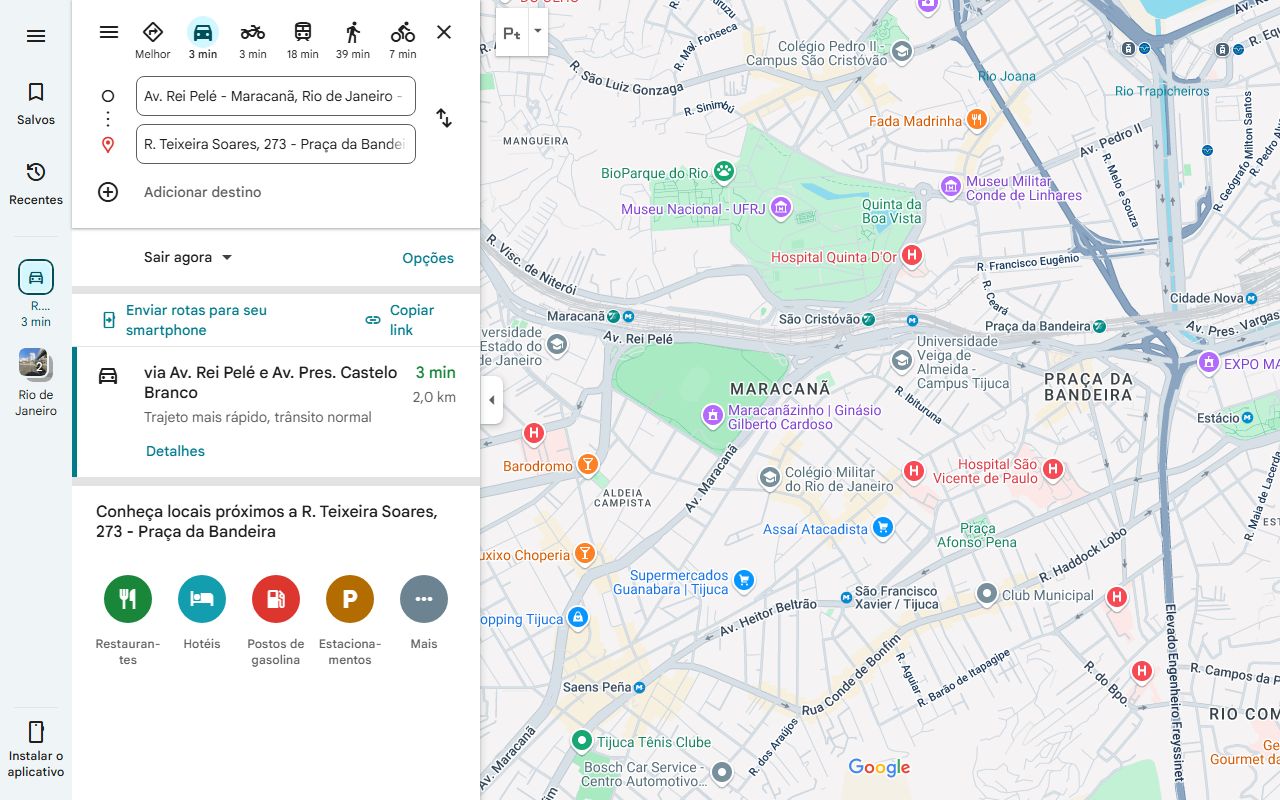 Melhor
3 min
3 min
18 min
39 min
7 min
Av. Rei Pelé - Maracanã, Rio de Janeiro -
R. Teixeira Soares, 273 - Praça da Bandei
Adicionar destino
Sair agora
Opções
Enviar rotas para seu
smartphone
Copiar
link
via Av. Rei Pelé e Av. Pres. Castelo
Branco
3 min
2,0 km
Trajeto mais rápido, trânsito normal
Detalhes
Conheça locais próximos a R. Teixeira Soares,
273 - Praça da Bandeira
P
Restauran-
tes
Hotéis
Postos de
gasolina
Estaciona-
mentos
Mais
Salvos
Recentes
R....
3 min
2
Rio de
Janeiro
Instalar o
aplicativo
R. São Luiz Gonzaga
R. Maj. Fonseca
Colégio Pedro II -
Campus São Cristóvão
Rio Joana
Rio Trapicheiros
R. Sinimbú
Fada Madrinha
Av. Pedro II
MANGUEIRA
BioParque do Rio
Museu Militar
Conde de Linhares
R. Melo e Souza
R. Geógrafo Milton Santos
Museu Nacional - UFRJ
Quinta da
Boa Vista
Hospital Quinta D'Or
R. Visc. de Niterói
R. Francisco Eugênio
R. Ceará
Cidade Nova
Maracanã
São Cristóvão
Praça da Bandeira
Av. Pres. Vargas
Av. Rei Pelé
versidade
Estado do
de Janeiro
Universidade
Veiga de
Almeida -
Campus Tijuca
EXPO MA
MARACANÃ
PRAÇA DA
BANDEIRA
R. Ibituruna
Maracanãzinho | Ginásio
Gilberto Cardoso
Estácio
Barodromo
Av. Maracanã
Colégio Militar
do Rio de Janeiro
Hospital São
Vicente de Paulo
R. Maia de Lacerda
ALDEIA
CAMPISTA
Assaí Atacadista
Praça
Afonso Pena
EST
uxixo Choperia
R. Haddock Lobo
Supermercados
Guanabara | Tijuca
São Francisco
Xavier / Tijuca
Club Municipal
opping Tijuca
Av. Heitor Beltrão
Elevado Engenheiro Freyssinet
Rua Conde de Bonfim
R. Aguiar
R. Barão de Itapagipe
R. do Bpo.
R. Campos da P
Saens Peña
RIO COM
Tijuca Tênis Clube
R. dos Araújos
Av. Maracanã
Bosch Car Service -
Centro Automotivo...
Google
Ge
Gourmet da